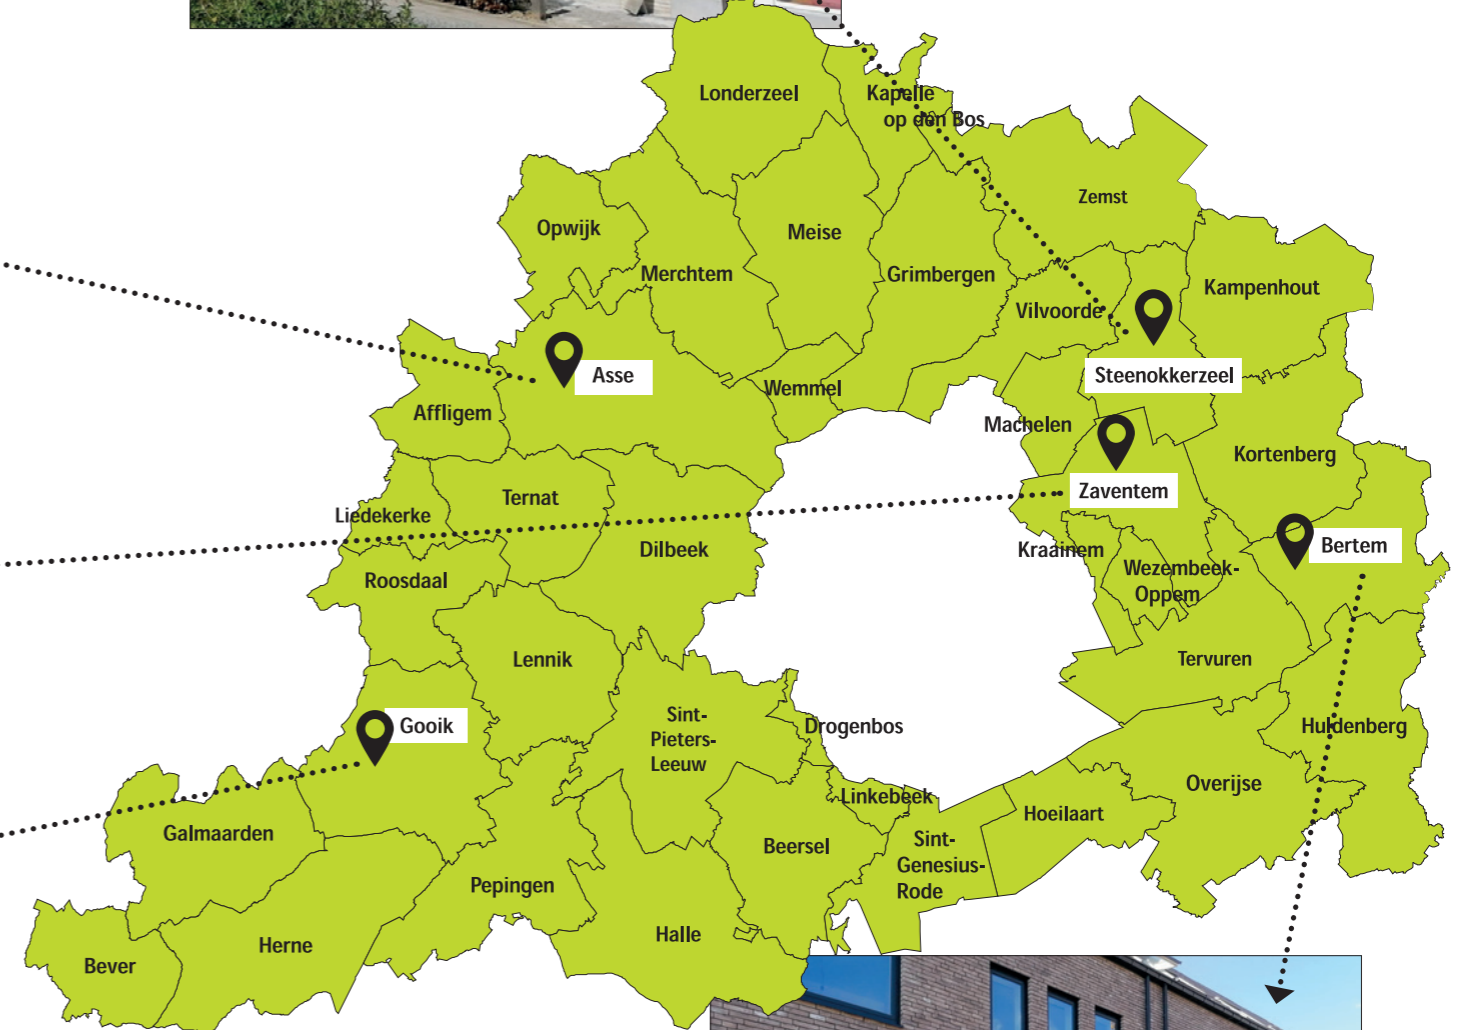 Londerzeel
Kapelle
op den Bos
Zemst
Opwijk
Meise
Merchtem
Grimbergen
Kampenhout
Vilvoorde
Asse
Steenokkerzeel
Wemmel
Affligem
Machelen
Kortenberg
Zaventem
Ternat
Liedekerke
Dilbeek
Kraainem
Bertem
Wezembeek-
Oppem
Roosdaal
Lennik
Tervuren
Gooik
Sint-
Pieters-
Leeuw
Drogenbos
Huldenberg
Overijse
Linkebeek
Hoeilaart
Galmaarden
Beersel
Sint-
Genesius-
Rode
Pepingen
Halle
Herne
Bever